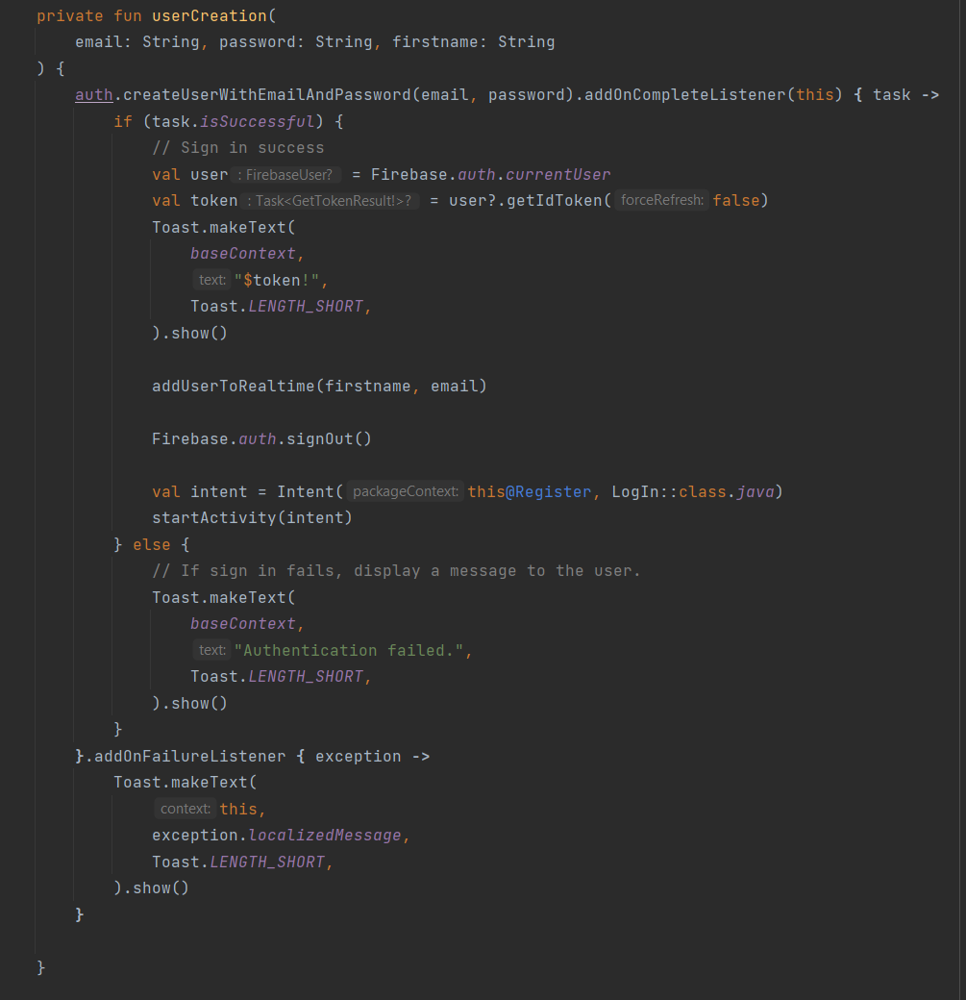 private fun userCreation(
    email: String, password: String, firstname: String
) {
    auth.createUserWithEmailAndPassword(email, password).addOnCompleteListener(this) { task ->
        if (task.isSuccessful) {
            // Sign in success
            val user : FirebaseUser? = Firebase.auth.currentUser
            val token : Task<GetTokenResult!>? = user?.getIdToken( forceRefresh: false)
            Toast.makeText(
                baseContext,
                text: "$token!",
                Toast.LENGTH_SHORT,
            ).show()

            addUserToRealtime(firstname, email)

            Firebase.auth.signOut()

            val intent = Intent( packageContext: this@Register, LogIn::class.java)
            startActivity(intent)
        } else {
            // If sign in fails, display a message to the user.
            Toast.makeText(
                baseContext,
                text: "Authentication failed.",
                Toast.LENGTH_SHORT,
            ).show()
        }
    }.addOnFailureListener { exception ->
        Toast.makeText(
            context: this,
            exception.localizedMessage,
            Toast.LENGTH_SHORT,
        ).show()
    }

}